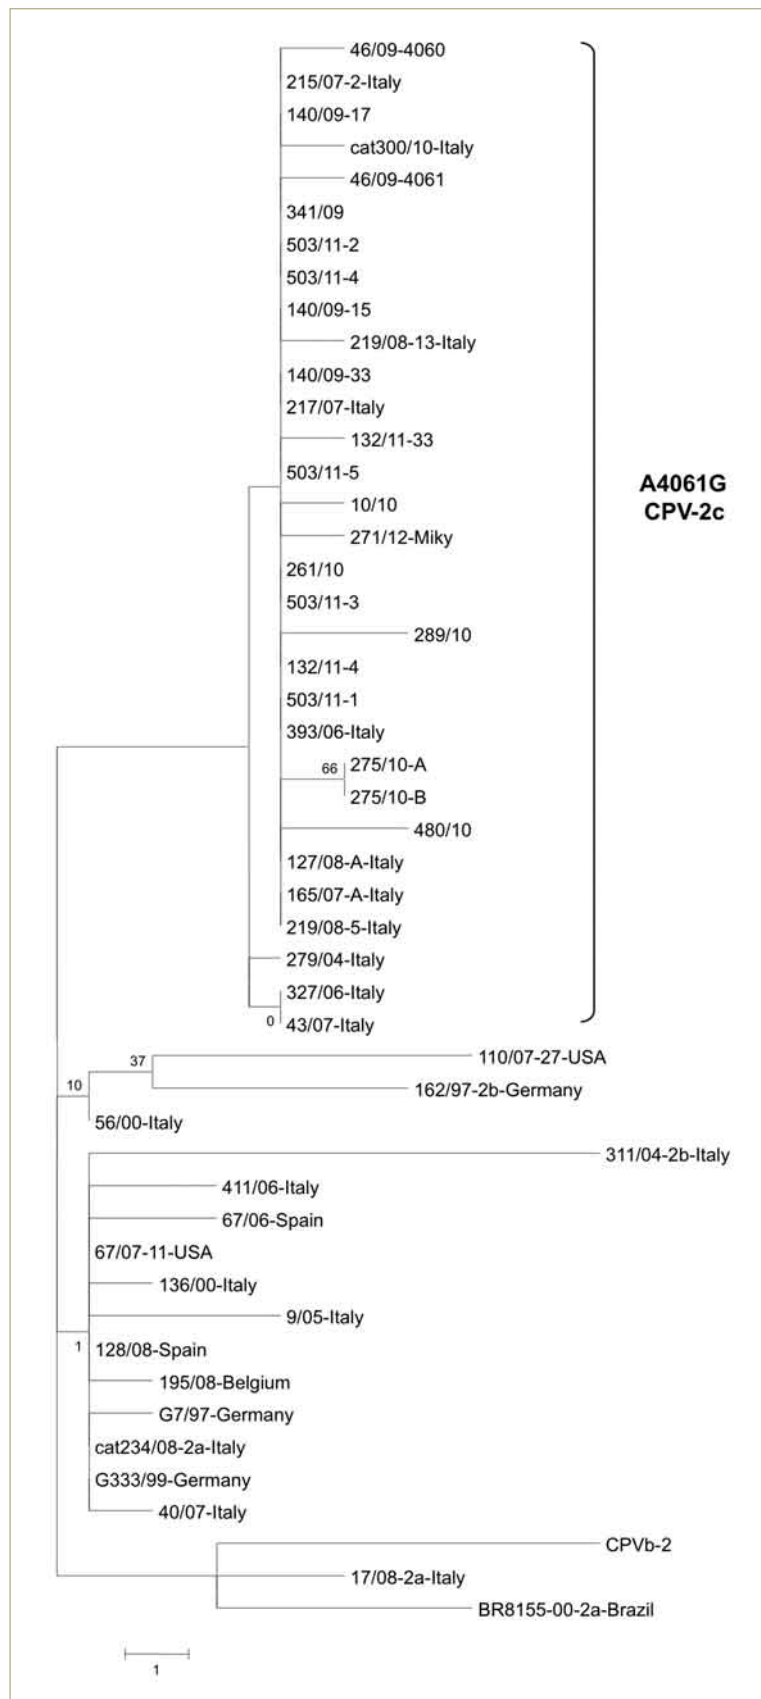 46/09-4060
215/07-2-Italy
140/09-17
cat300/10-Italy
46/09-4061
341/09
503/11-2
503/11-4
140/09-15
219/08-13-Italy
140/09-33
217/07-Italy
132/11-33
503/11-5
A4061G
CPV-2c
10/10
271/12-Miky
261/10
503/11-3
289/10
132/11-4
503/11-1
393/06-Italy
66
275/10-A
275/10-B
480/10
127/08-A-Italy
165/07-A-Italy
219/08-5-Italy
279/04-Italy
327/06-Italy
0
43/07-Italy
37
110/07-27-USA
10
162/97-2b-Germany
56/00-Italy
311/04-2b-Italy
411/06-Italy
67/06-Spain
67/07-11-USA
136/00-Italy
9/05-Italy
1
128/08-Spain
195/08-Belgium
G7/97-Germany
cat234/08-2a-Italy
G333/99-Germany
40/07-Italy
CPVb-2
17/08-2a-Italy
BR8155-00-2a-Brazil
1